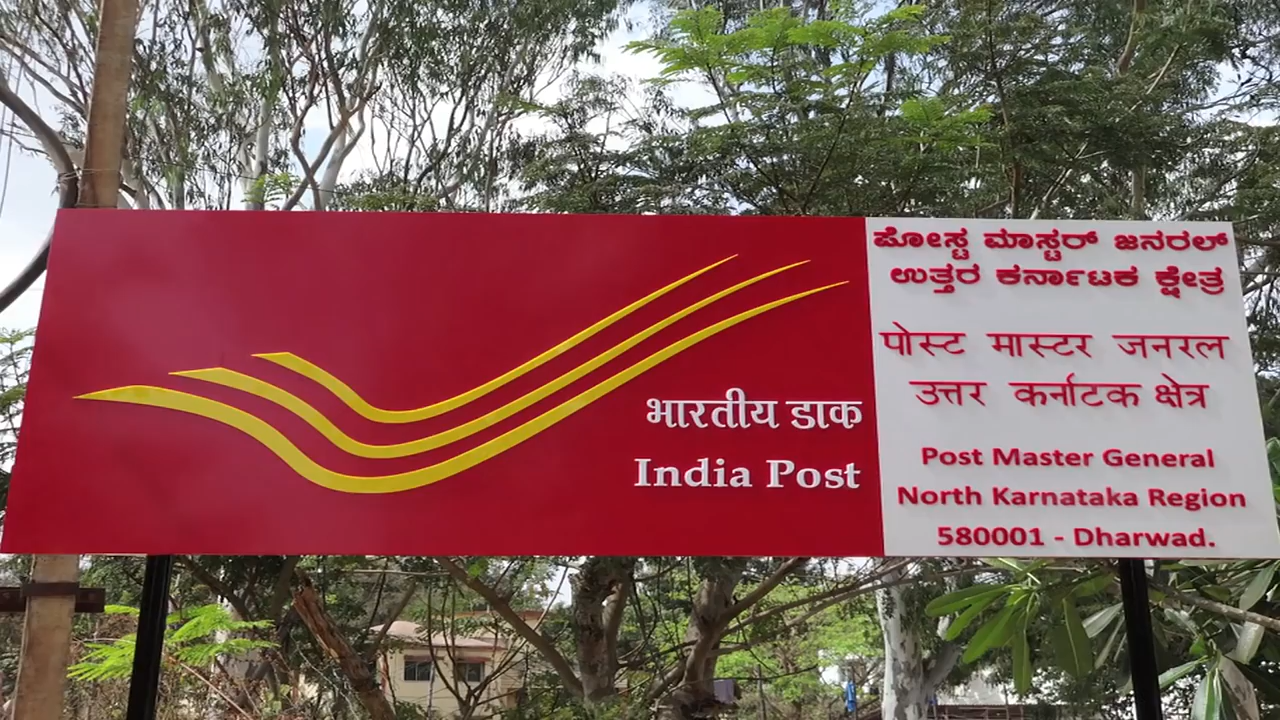 भारतीय डाक
India Post
ಪೋಸ್ಟ ಮಾಸ್ಟರ್ ಜನರಲ್
ಉತ್ತರ ಕರ್ನಾಟಕ ಕ್ಷೇತ್ರ
पोस्ट मास्टर जनरल
उत्तर कर्नाटक क्षेत्र
Post Master General
North Karnataka Region
580001 - Dharwad.